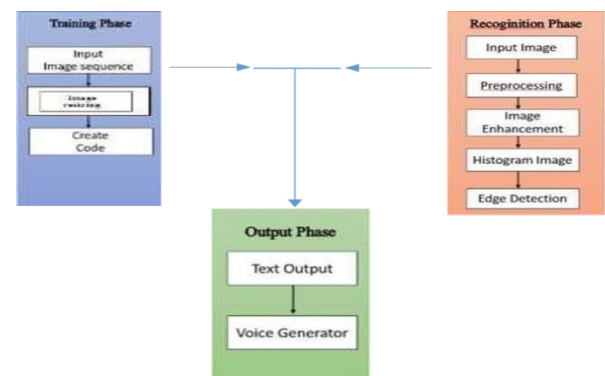 Training Phase
Input
Image sequence
Image
Create
Code
Recoginition Phase
Input Image
Preprocessing
Image
Enhancement
Histogram Image
Edge Detection
Output Phase
Text Output
Voice Generator